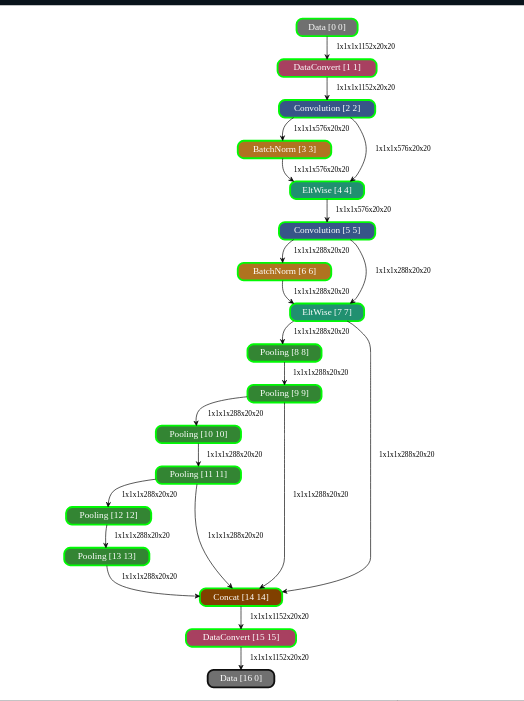 Data [0 0]
1x1x1x1152x20x20
DataConvert [1 1]
1x1x1x1152x20x20
Convolution [2 2]
1x1x1x576x20x20
1x1x1x576x20x20
BatchNorm [3 3]
1x1x1x576x20x20
EltWise [4 4]
1x1x1x576x20x20
Convolution [5 5]
1x1x1x288x20x20
1x1x1x288x20x20
BatchNorm [6 6]
1x1x1x288x20x20
EltWise [7 7]
1x1x1x288x20x20
Pooling [8 8]
1x1x1x288x20x20
Pooling [9 9]
1x1x1x288x20x20
Pooling [10 10]
1x1x1x288x20x20
1x1x1x288x20x20
Pooling [11 11]
1x1x1x288x20x20
1x1x1x288x20x20
Pooling [12 12]
1x1x1x288x20x20
1x1x1x288x20x20
Pooling [13 13]
1x1x1x288x20x20
Concat [14 14]
1x1x1x1152x20x20
DataConvert [15 15]
1x1x1x1152x20x20
Data [16 0]